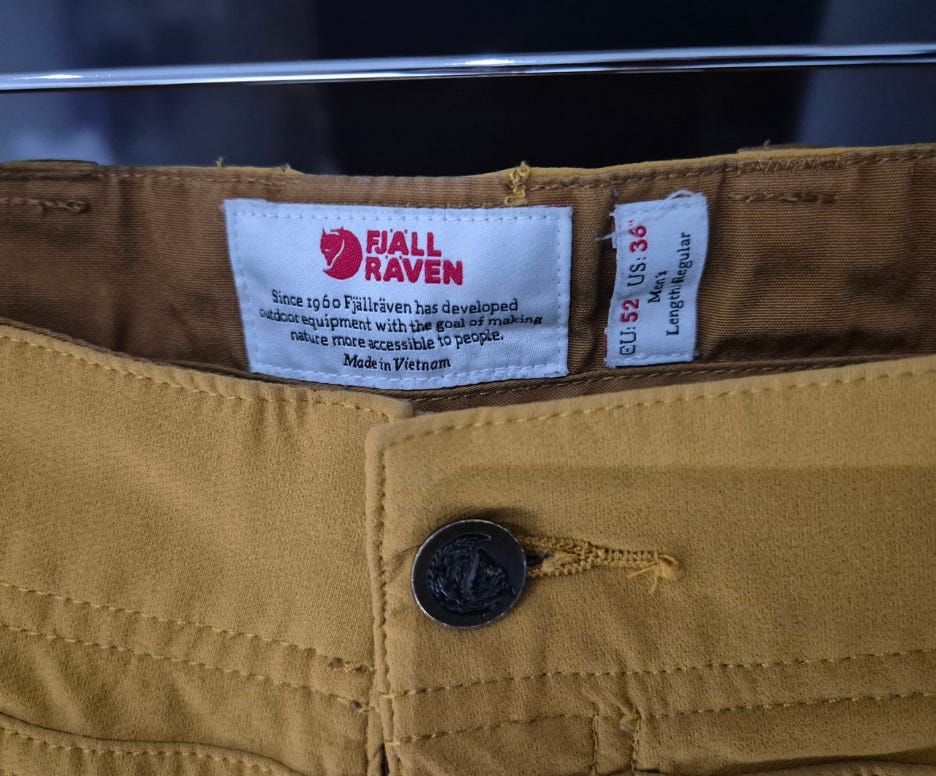 FJÄLL
RÄVEN
Since 1960 Fjällräven has developed
outdoor equipment with the goal of making
nature more accessible to people.
Made in Vietnam
EU: 52 US: 36"
Men's
Length: Regular